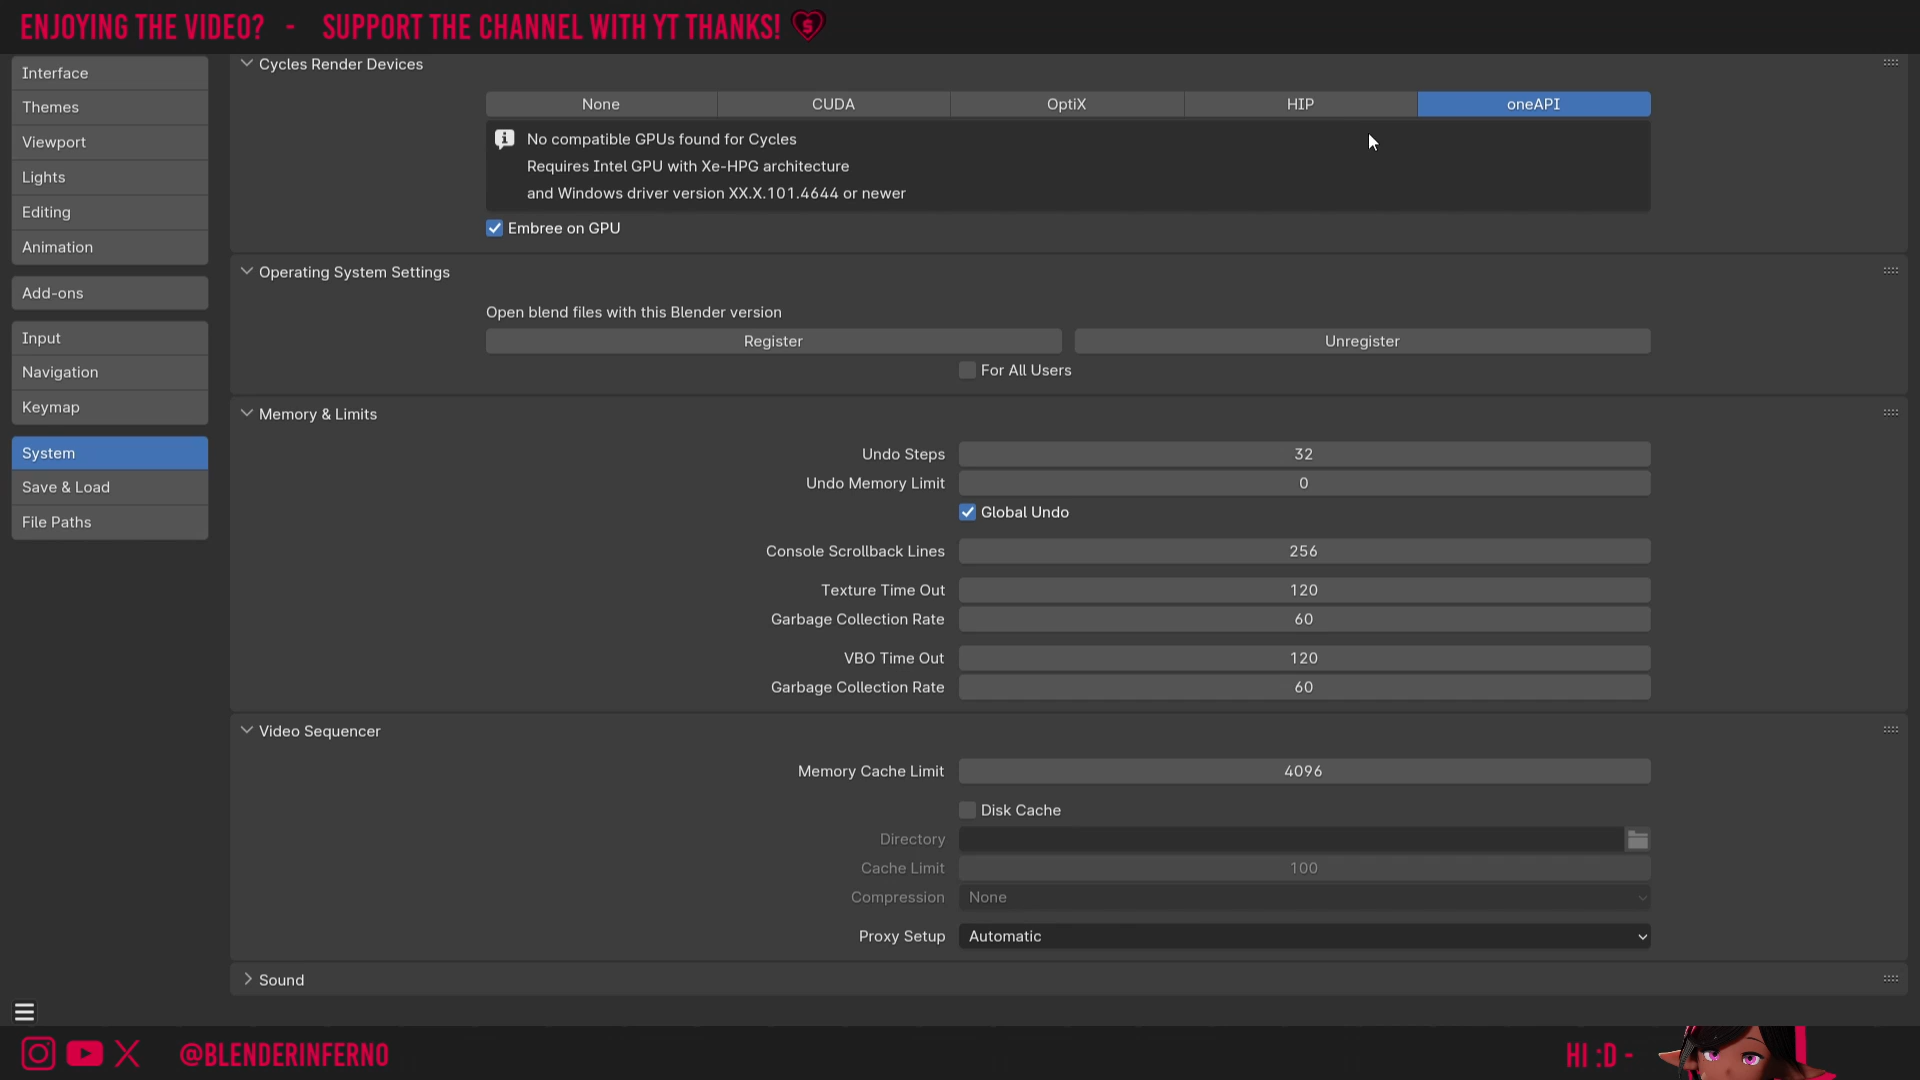 ENJOYING THE VIDEO? - SUPPORT THE CHANNEL WITH YT THANKS!
Cycles Render Devices
None
CUDA
OptiX
HIP
oneAPI
No compatible GPUs found for Cycles
Requires Intel GPU with Xe-HPG architecture
and Windows driver version XX.X.101.4644 or newer
Embree on GPU
Interface
Themes
Viewport
Lights
Editing
Animation
Add-ons
Input
Navigation
Keymap
System
Save & Load
File Paths
Operating System Settings
Open blend files with this Blender version
Register
Unregister
For All Users
Memory & Limits
Undo Steps 32
Undo Memory Limit 0
Global Undo
Console Scrollback Lines 256
Texture Time Out 120
Garbage Collection Rate 60
VBO Time Out 120
Garbage Collection Rate 60
Video Sequencer
Memory Cache Limit 4096
Disk Cache
Directory
Cache Limit 100
Compression None
Proxy Setup Automatic
Sound
@BLENDERINFERNO
HI :D -